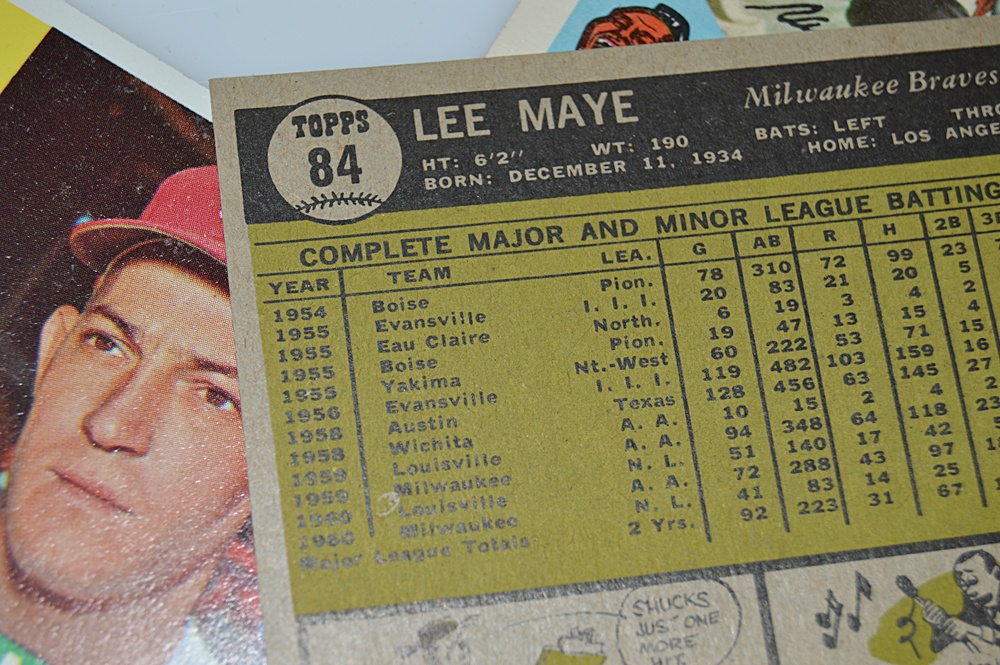 TOPPS
84
LEE MAYE
Milwaukee Braves
HT: 6'2" WT: 190 BATS: LEFT THR
BORN: DECEMBER 11, 1934 HOME: LOS ANGE
COMPLETE MAJOR AND MINOR LEAGUE BATTING
YEAR TEAM LEA. G AB R H 2B 3B
1954 Boise Pion. 78 310 72 99 23
1955 Evansville I. I. I. 20 83 21 20 5
1955 Eau Claire North. 6 19 3 4 2
1955 Boise Pion. 19 47 13 15 4
1955 Yakima Nt.-West 60 222 53 71 15
1956 Evansville I. I. I. 119 482 103 159 16
1958 Austin Texas 128 456 63 145 27
1958 Wichita A. A. 10 15 2 4 2
1959 Louisville A. A. 94 348 64 118 23
1959 Milwaukee N. L. 51 140 17 42
1960 Louisville A. A. 72 288 43 97
1960 Milwaukee N. L. 41 83 14 25
Major League Totals 2 Yrs. 92 223 31 67
SHUCKS
JUST ONE
MORE
HIT